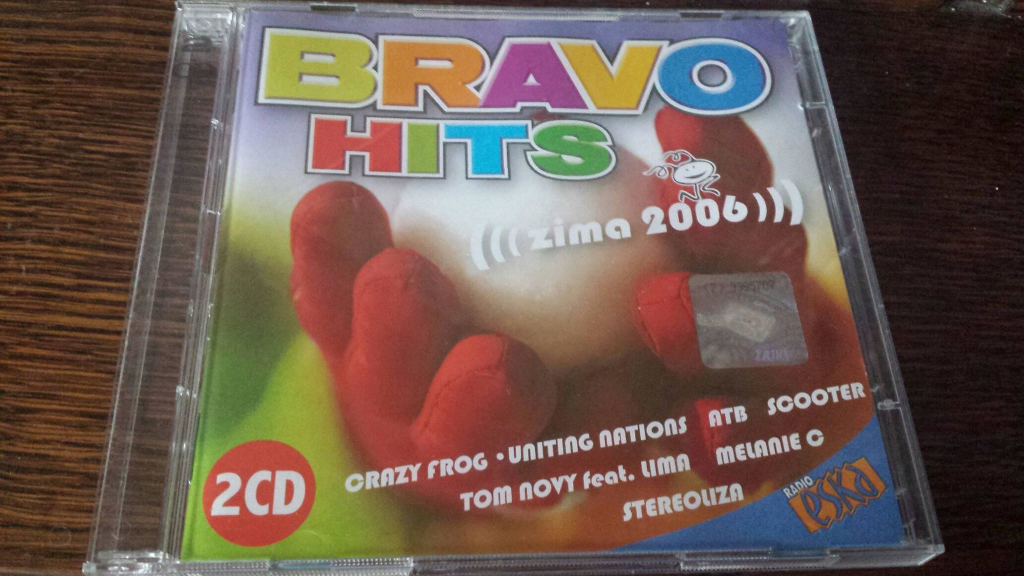 BRAVO
HITS
(((zima 2006)))
ZAIKS
CRAZY FROG • UNITING NATIONS ATB SCOOTER
TOM NOVY feat. LIMA MELANIE C
STEREOLIZA
2CD
RADIO
eska